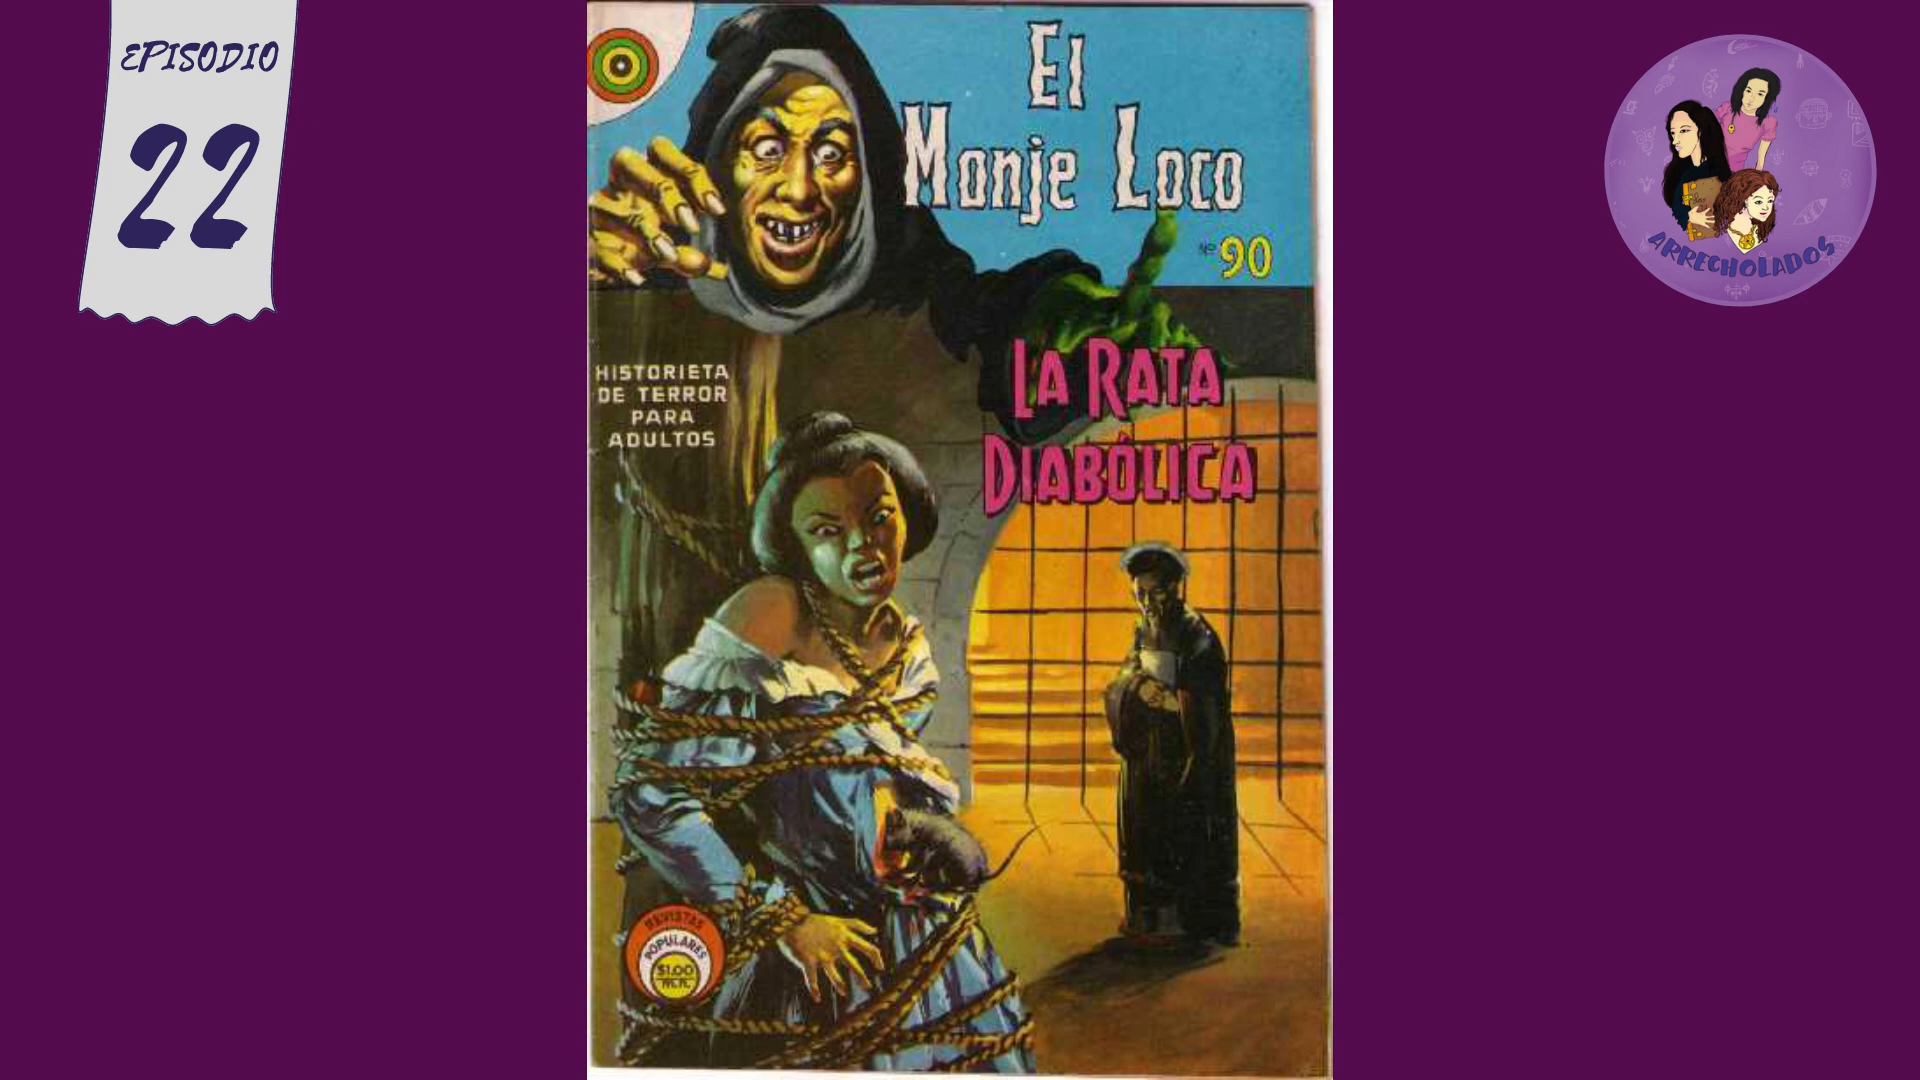 EPISODIO
22
El
Monje Loco
Nº 90
HISTORIETA
DE TERROR
PARA
ADULTOS
LA RATA
DIABÓLICA
REVISTAS
POPULARES
$1.00
M.N.
ARRECHOLADOS